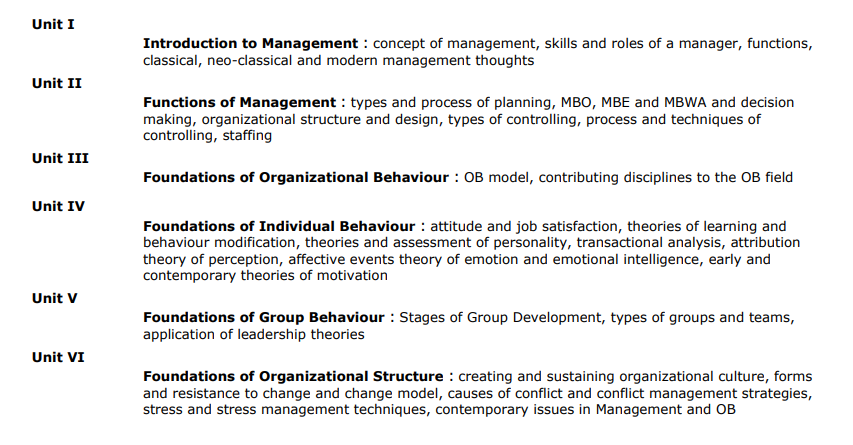 Unit I
Introduction to Management : concept of management, skills and roles of a manager, functions,
classical, neo-classical and modern management thoughts
Unit II
Functions of Management : types and process of planning, MBO, MBE and MBWA and decision
making, organizational structure and design, types of controlling, process and techniques of
controlling, staffing
Unit III
Foundations of Organizational Behaviour : OB model, contributing disciplines to the OB field
Unit IV
Foundations of Individual Behaviour : attitude and job satisfaction, theories of learning and
behaviour modification, theories and assessment of personality, transactional analysis, attribution
theory of perception, affective events theory of emotion and emotional intelligence, early and
contemporary theories of motivation
Unit V
Foundations of Group Behaviour : Stages of Group Development, types of groups and teams,
application of leadership theories
Unit VI
Foundations of Organizational Structure : creating and sustaining organizational culture, forms
and resistance to change and change model, causes of conflict and conflict management strategies,
stress and stress management techniques, contemporary issues in Management and OB